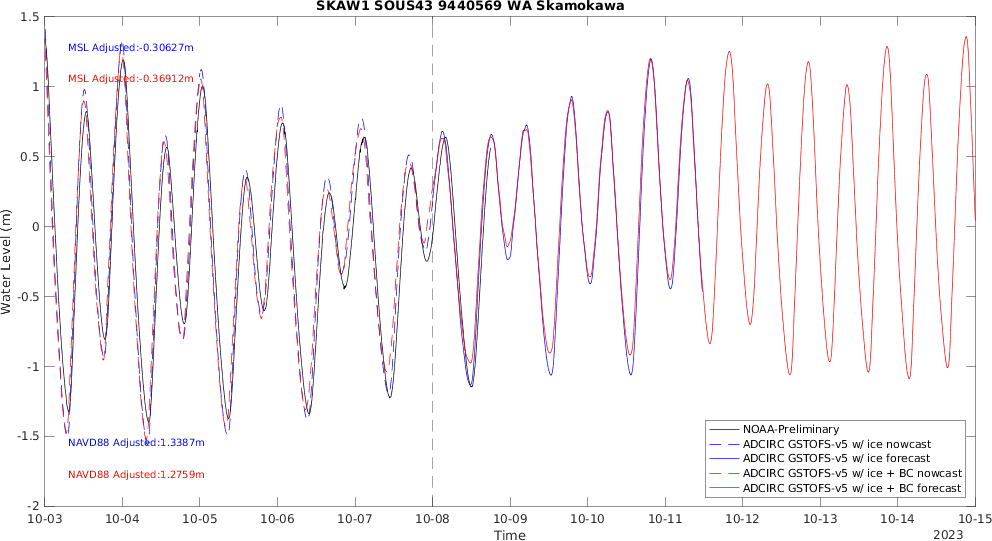 SKAW1 SOUS43 9440569 WA Skamokawa
1.5
1
0.5
0
-0.5
-1
-1.5
-2
Water Level (m)
MSL Adjusted:-0.30627m
MSL Adjusted:-0.36912m
NAVD88 Adjusted:1.3387m
NAVD88 Adjusted:1.2759m
NOAA-Preliminary
ADCIRC GSTOFS-v5 w/ ice nowcast
ADCIRC GSTOFS-v5 w/ ice forecast
ADCIRC GSTOFS-v5 w/ ice + BC nowcast
ADCIRC GSTOFS-v5 w/ ice + BC forecast
10-03 10-04 10-05 10-06 10-07 10-08 10-09 10-10 10-11 10-12 10-13 10-14 10-15
Time
2023